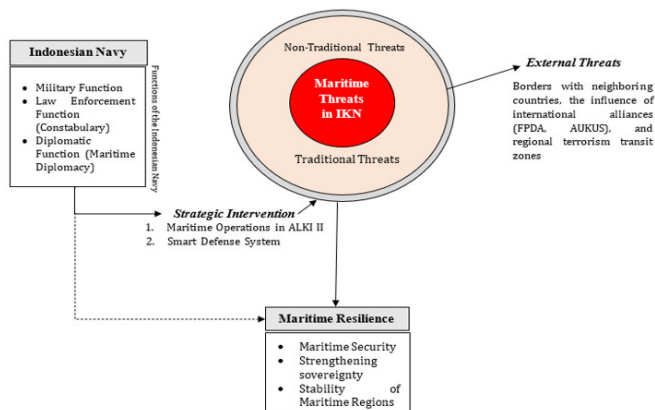 Indonesian Navy
• Military Function
• Law Enforcement
Function
(Constabulary)
• Diplomatic
Function (Maritime
Diplomacy)
Functions of the Indonesian Navy
Non-Traditional Threats
Maritime
Threats
in IKN
Traditional Threats
External Threats
Borders with neighboring
countries, the influence of
international alliances
(FPDA, AUKUS), and
regional terrorism transit
zones
Strategic Intervention
1. Maritime Operations in ALKI II
2. Smart Defense System
Maritime Resilience
• Maritime Security
• Strengthening
sovereignty
• Stability of
Maritime Regions